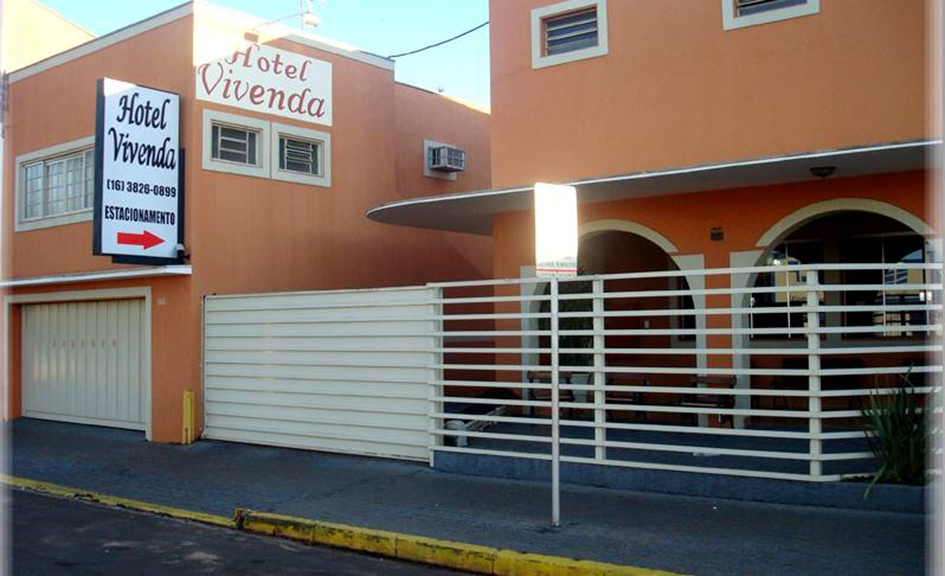 Hotel
Vivenda
Hotel
Vivenda
(16) 3826-0899
ESTACIONAMENTO